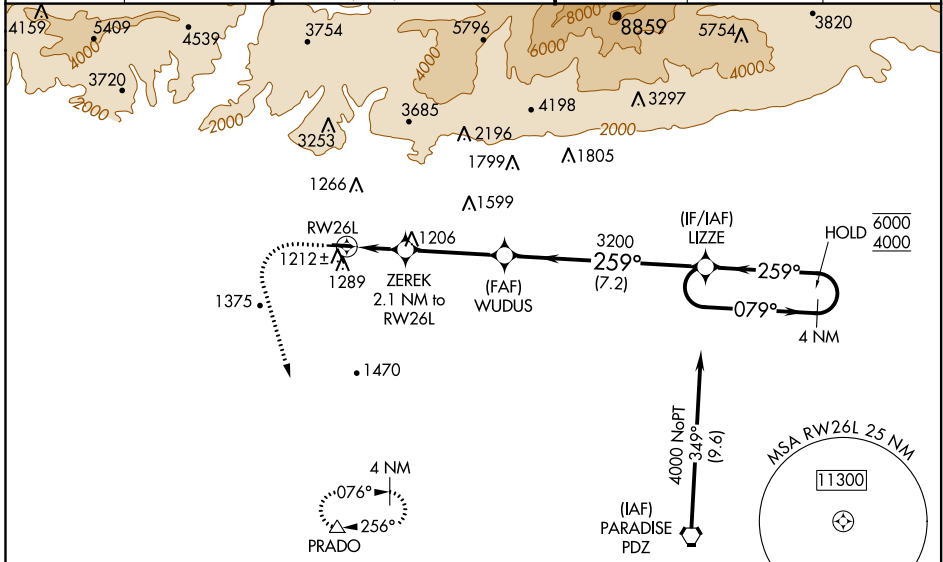 4159
5409
4539
3754
5796
8000
8859
5754
3820
4000
4000
6000
4000
3720
2000
2000
3685
4198
3297
2000
3253
2196
1799
1805
1266
1599
RW26L
1212±
1289
1206
ZEREK
2.1 NM to
RW26L
(FAF)
WUDUS
3200
259°
(7.2)
(IF/IAF)
LIZZE
HOLD
6000
4000
259°
079°
4 NM
1375
1470
4000 NoPT
349°
(9.6)
(IAF)
PARADISE
PDZ
4 NM
076°
256°
PRADO
MSA RW26L 25 NM
11300